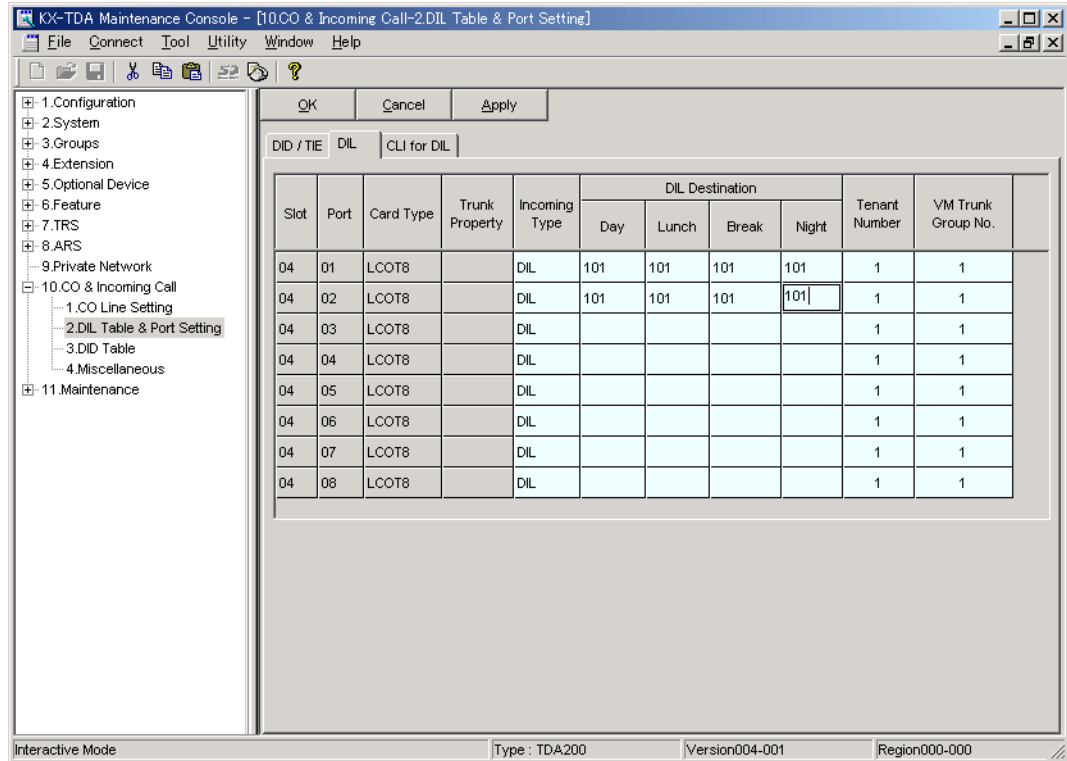 KX-TDA Maintenance Console - [10.CO & Incoming Call-2.DIL Table & Port Setting]
File Connect Tool Utility Window Help
1.Configuration
2.System
3.Groups
4.Extension
5.Optional Device
6.Feature
7.TRS
8.ARS
9.Private Network
10.CO & Incoming Call
1.CO Line Setting
2.DIL Table & Port Setting
3.DID Table
4.Miscellaneous
11.Maintenance
OK Cancel Apply
DID / TIE DIL CLI for DIL
Slot Port Card Type Trunk Property Incoming Type DIL Destination Tenant Number VM Trunk Group No.
Day Lunch Break Night
04 01 LCOT8 DIL 101 101 101 101 1 1
04 02 LCOT8 DIL 101 101 101 101 1 1
04 03 LCOT8 DIL 1 1
04 04 LCOT8 DIL 1 1
04 05 LCOT8 DIL 1 1
04 06 LCOT8 DIL 1 1
04 07 LCOT8 DIL 1 1
04 08 LCOT8 DIL 1 1
Interactive Mode Type : TDA200 Version004-001 Region000-000